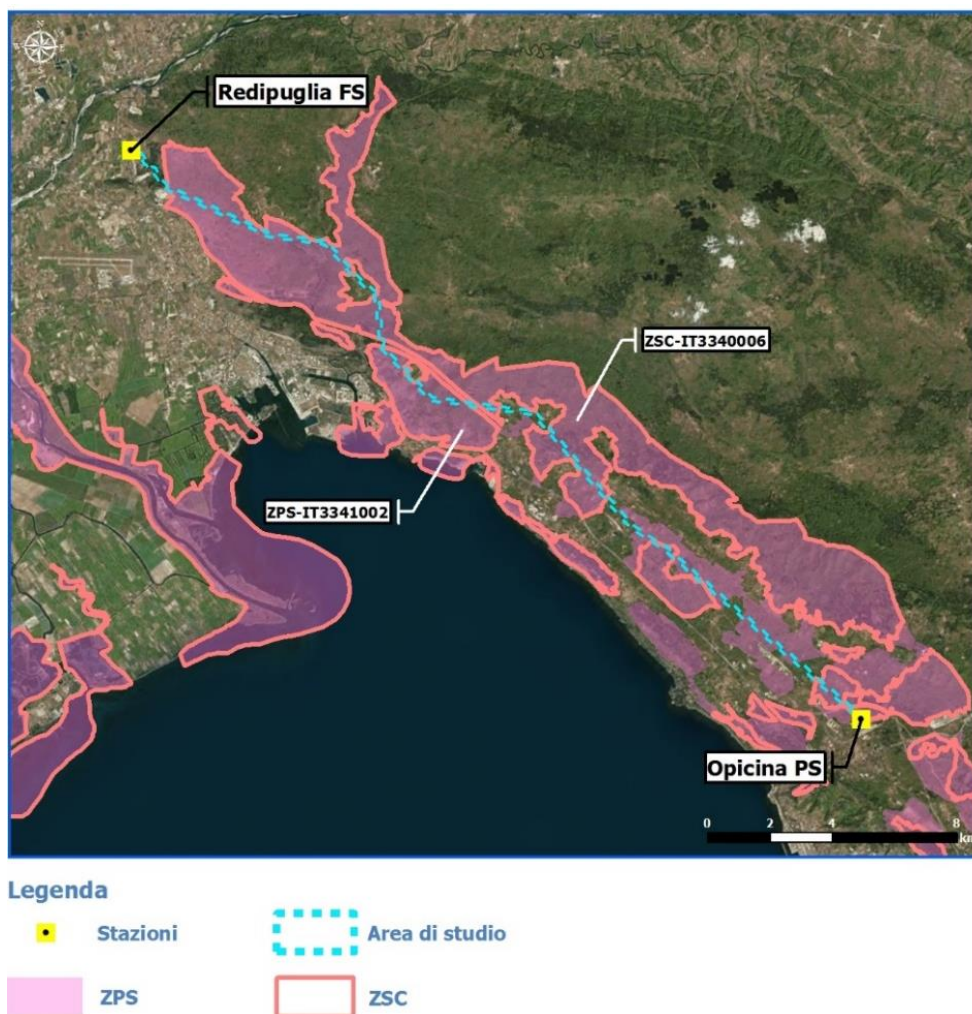 Redipuglia FS
ZSC-IT3340006
ZPS-IT3341002
Opicina PS
0 2 4 8
km
Legenda
Stazioni
Area di studio
ZPS
ZSC